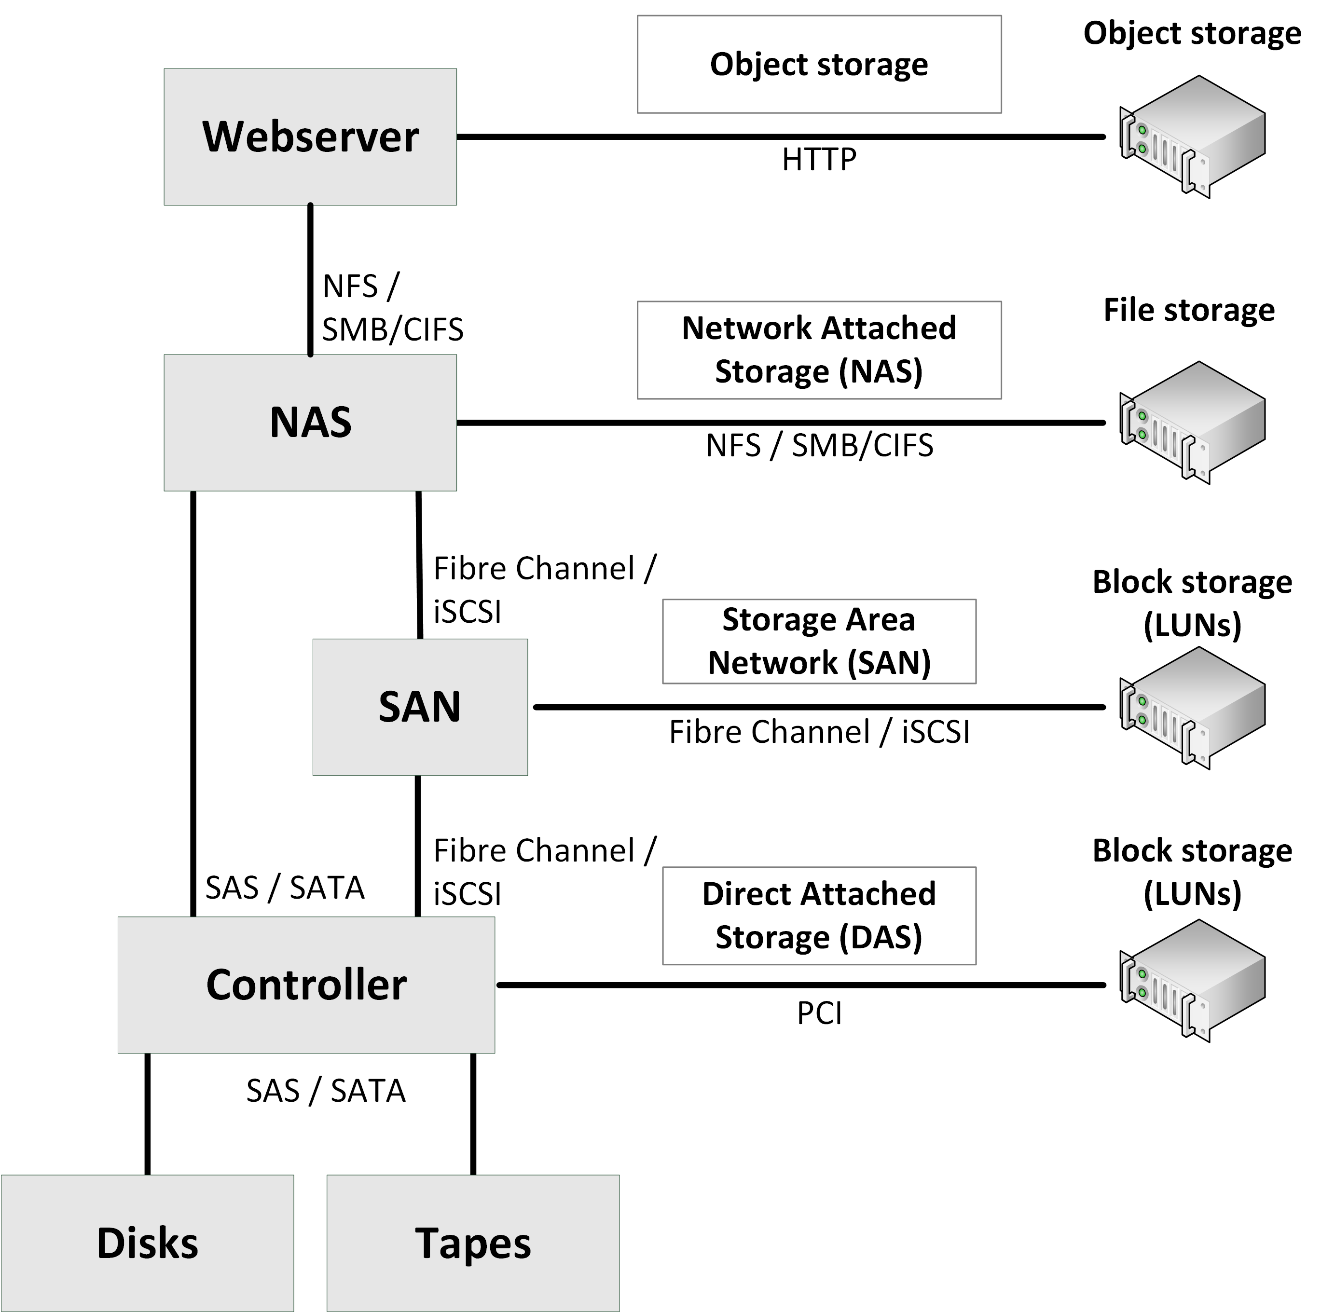 Object storage
Object storage
Webserver
HTTP
NFS /
SMB/CIFS
File storage
Network Attached
Storage (NAS)
NAS
NFS / SMB/CIFS
Fibre Channel /
iSCSI
Block storage
(LUNs)
Storage Area
Network (SAN)
SAN
Fibre Channel / iSCSI
Fibre Channel /
iSCSI
SAS / SATA
Block storage
(LUNs)
Direct Attached
Storage (DAS)
Controller
PCI
SAS / SATA
Disks
Tapes